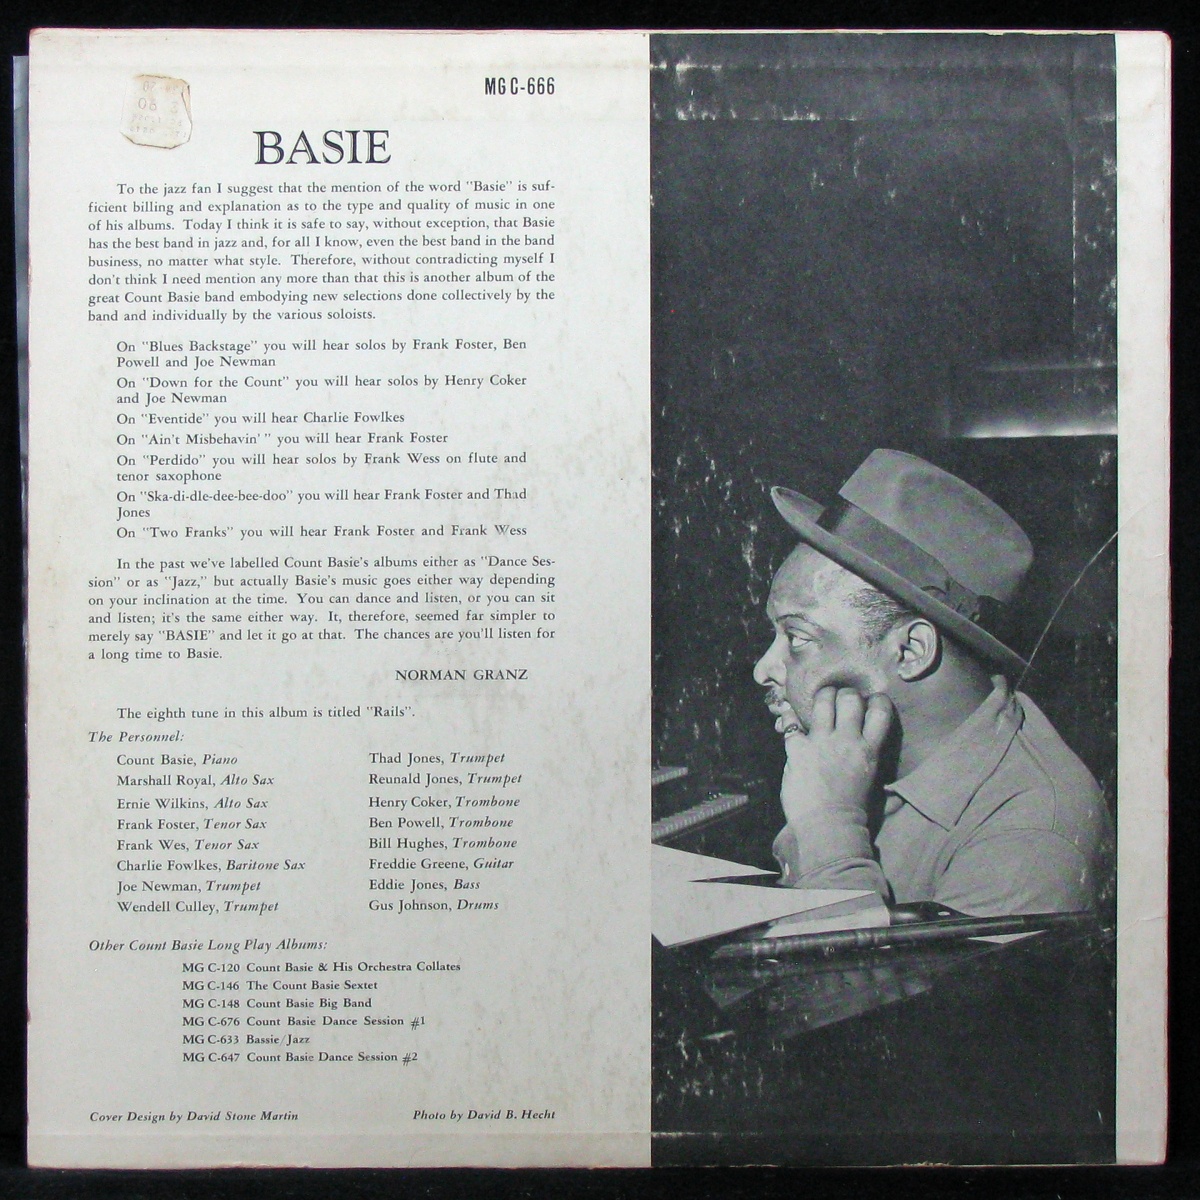 MG C-666
BASIE
To the jazz fan I suggest that the mention of the word "Basie" is suf-
ficient billing and explanation as to the type and quality of music in one
of his albums. Today I think it is safe to say, without exception, that Basie
has the best band in jazz and, for all I know, even the best band in the band
business, no matter what style. Therefore, without contradicting myself I
don't think I need mention any more than that this is another album of the
great Count Basie band embodying new selections done collectively by the
band and individually by the various soloists.
On "Blues Backstage" you will hear solos by Frank Foster, Ben
Powell and Joe Newman
On "Down for the Count" you will hear solos by Henry Coker
and Joe Newman
On "Eventide" you will hear Charlie Fowlkes
On "Ain't Misbehavin' " you will hear Frank Foster
On "Perdido" you will hear solos by Frank Wess on flute and
tenor saxophone
On "Ska-di-dle-dee-bee-doo" you will hear Frank Foster and Thad
Jones
On "Two Franks" you will hear Frank Foster and Frank Wess
In the past we've labelled Count Basie's albums either as "Dance Ses-
sion" or as "Jazz," but actually Basie's music goes either way depending
on your inclination at the time. You can dance and listen, or you can sit
and listen; it's the same either way. It, therefore, seemed far simpler to
merely say "BASIE" and let it go at that. The chances are you'll listen for
a long time to Basie.
NORMAN GRANZ
The eighth tune in this album is titled "Rails".
The Personnel:
Count Basie, Piano
Marshall Royal, Alto Sax
Ernie Wilkins, Alto Sax
Frank Foster, Tenor Sax
Frank Wes, Tenor Sax
Charlie Fowlkes, Baritone Sax
Joe Newman, Trumpet
Wendell Culley, Trumpet
Thad Jones, Trumpet
Reunald Jones, Trumpet
Henry Coker, Trombone
Ben Powell, Trombone
Bill Hughes, Trombone
Freddie Greene, Guitar
Eddie Jones, Bass
Gus Johnson, Drums
Other Count Basie Long Play Albums:
MG C-120 Count Basie & His Orchestra Collates
MG C-146 The Count Basie Sextet
MG C-148 Count Basie Big Band
MG C-676 Count Basie Dance Session #1
MG C-633 Bassie/Jazz
MG C-647 Count Basie Dance Session #2
Cover Design by David Stone Martin
Photo by David B. Hecht